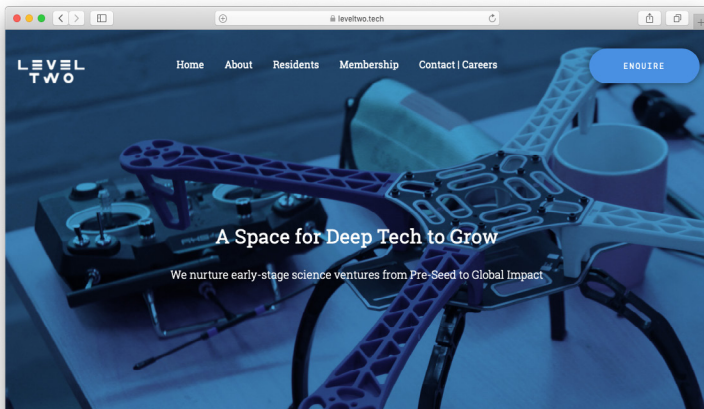 leveltwo.tech
LEVEL
TWO
Home About Residents Membership Contact | Careers
ENQUIRE
A Space for Deep Tech to Grow
We nurture early-stage science ventures from Pre-Seed to Global Impact